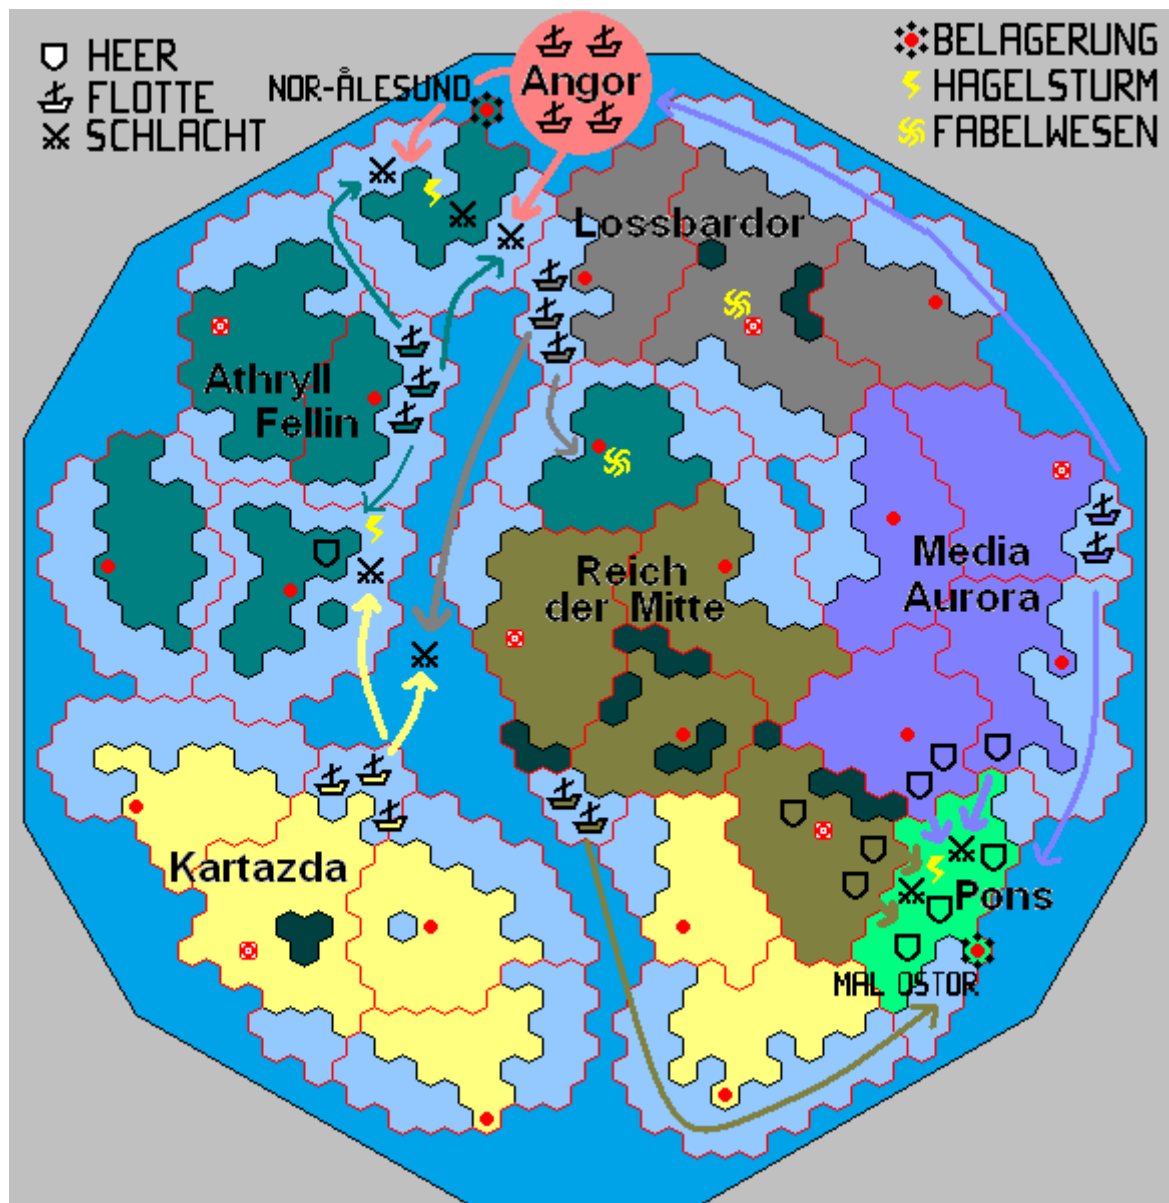 HEER
FLOTTE
SCHLACHT
NOR-ÅLESUND
Angor
BELAGERUNG
HAGELSTURM
FABELWESEN
Lossbardor
Athryll
Fellin
Reich
der Mitte
Media
Aurora
Kartazda
Pons
MAL OSTOR